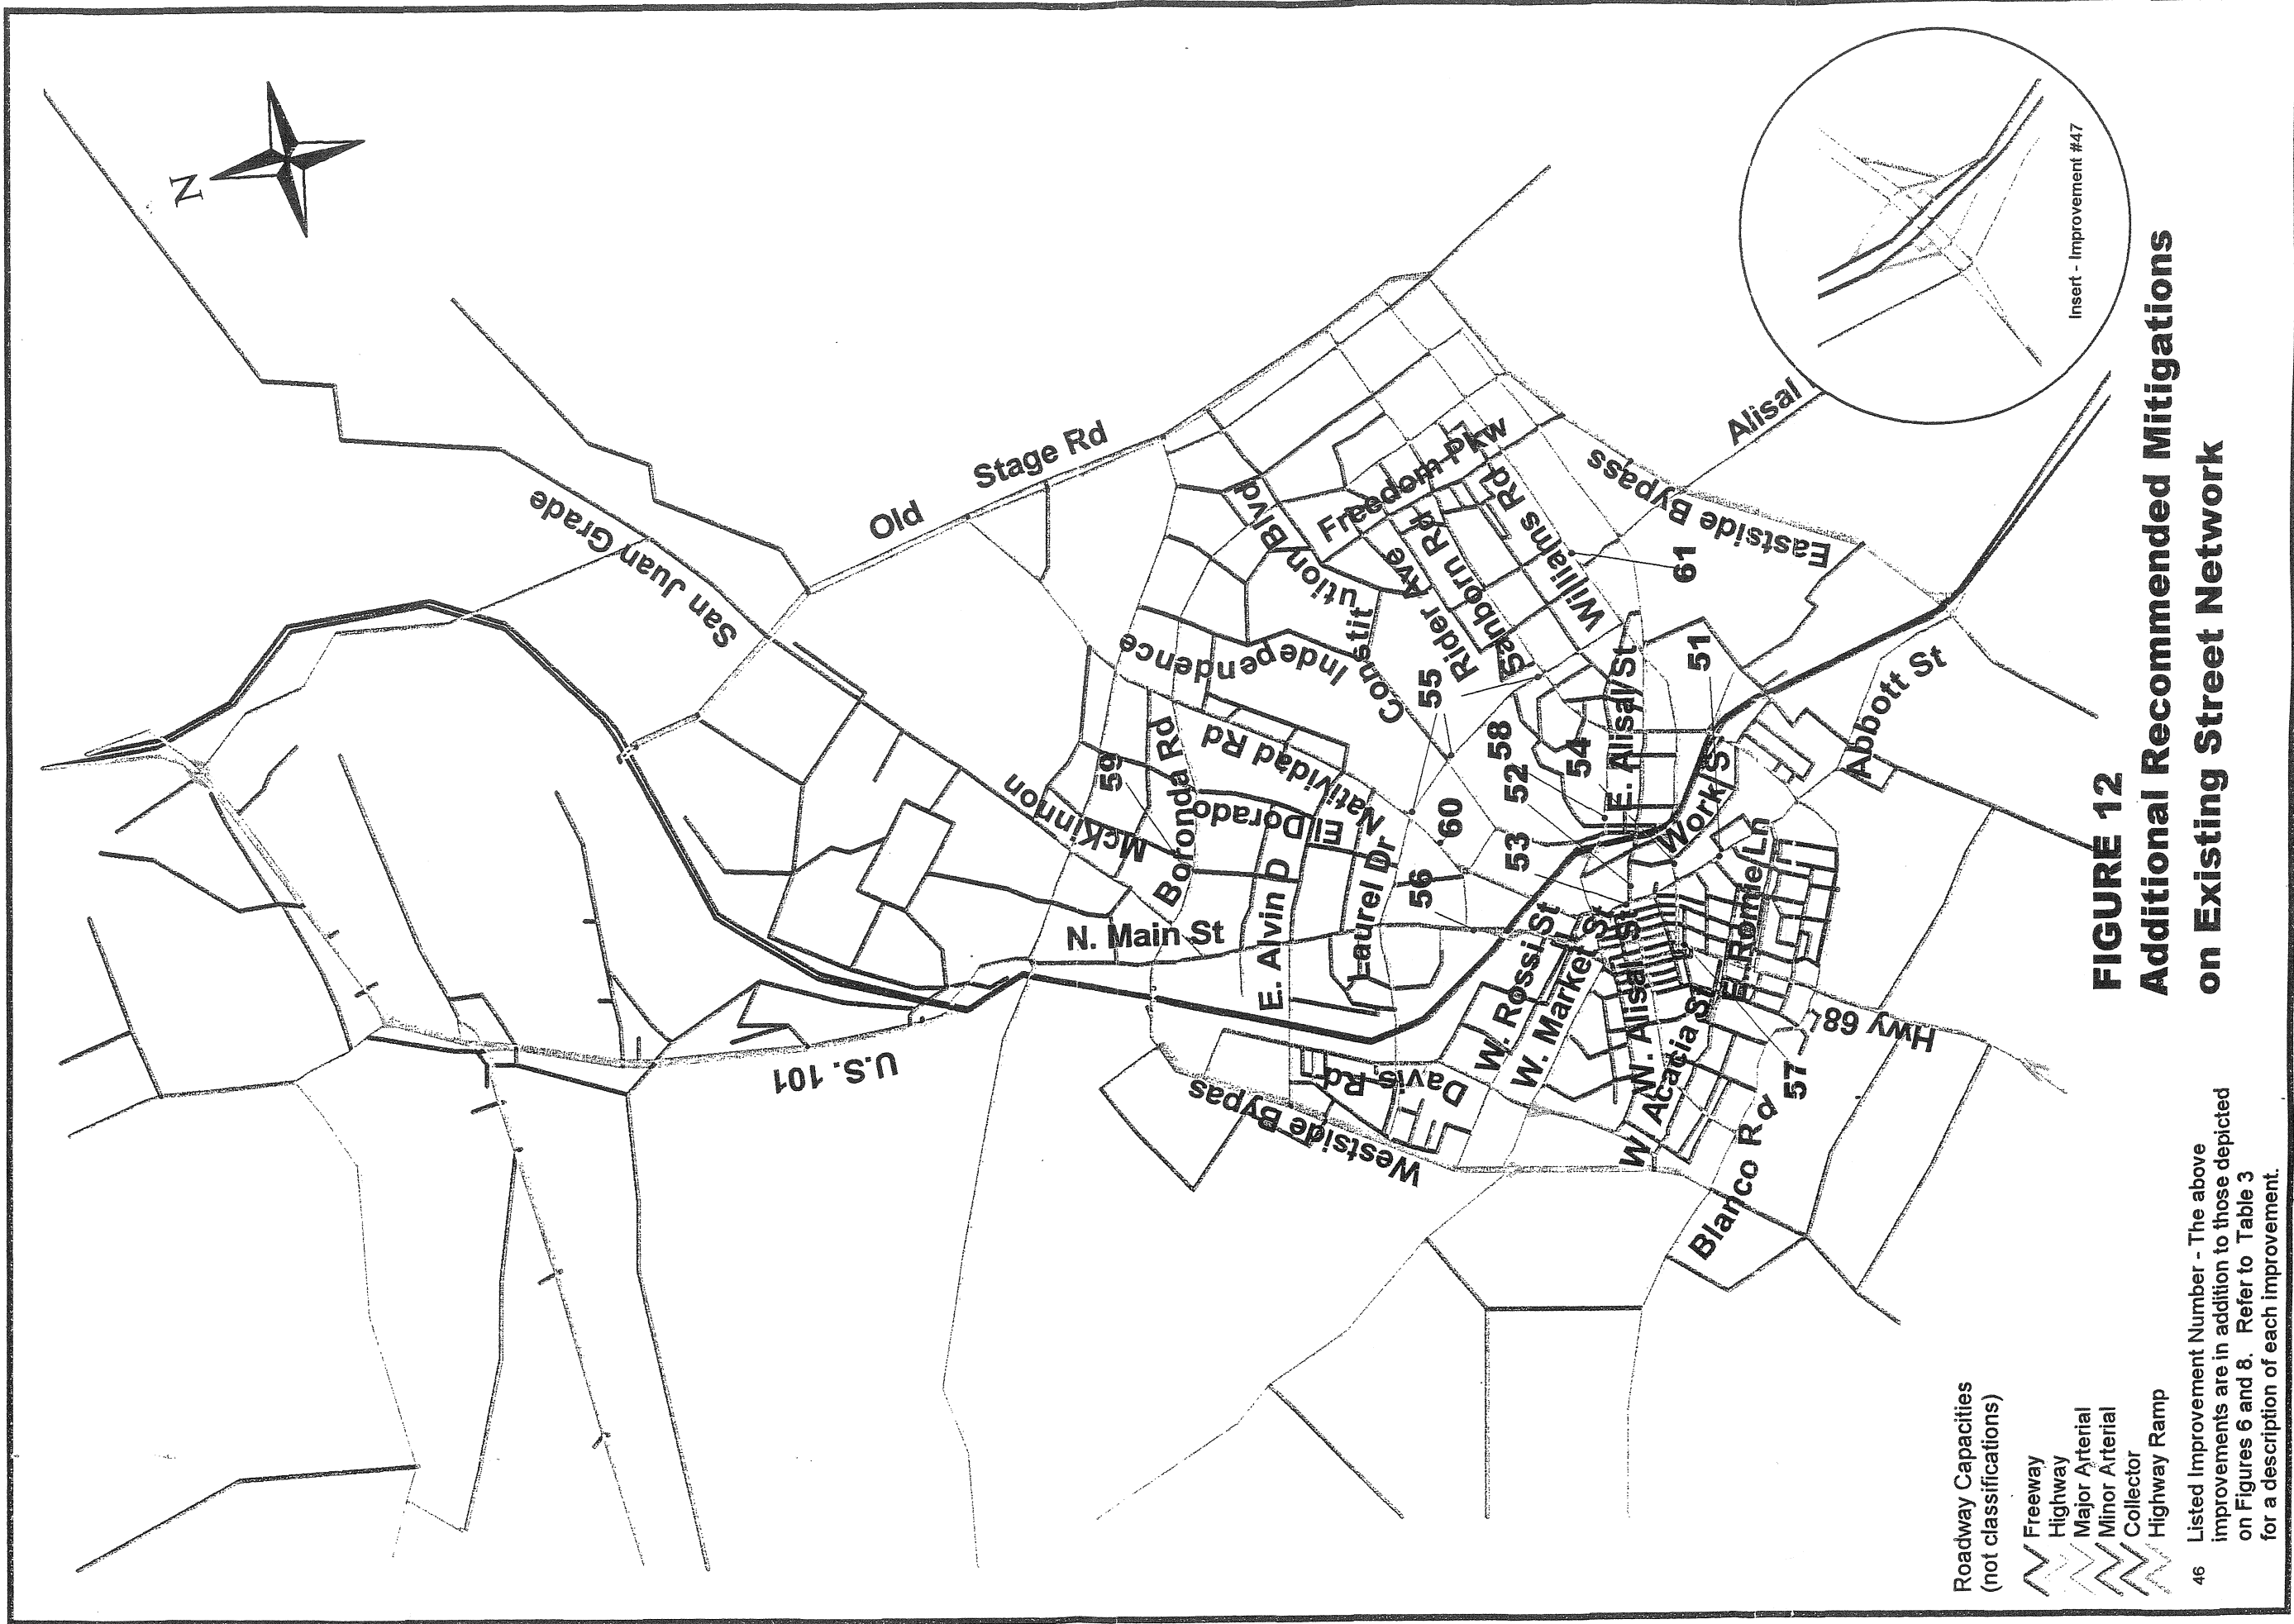 N
San Juan Grade
Old
Stage Rd
Alisal
Insert - Improvement #47
Eastside Bypass
Freedom Pkw
Williams Rd
Sanborn Rd
Rider Ave
Constit
ution
Blvd
Independence
61
51
55
54
58
52
53
60
56
59
57
E. Alisal St
Work St
Abbott St
Natividad Rd
El Dorado
McKinnon
Boronda Rd
N. Main St
E. Alvin D
Laurel Dr
U.S. 101
Westside Bypas
Davis Rd
W. Rossi St
W. Market St
W. Alisal St
W Acacia St
E. Romie Ln
Hwy 68
Blanco Rd
Roadway Capacities
(not classifications)
Freeway
Highway
Major Arterial
Minor Arterial
Collector
Highway Ramp
46 Listed Improvement Number - The above
improvements are in addition to those depicted
on Figures 6 and 8. Refer to Table 3
for a description of each improvement.
FIGURE 12
Additional Recommended Mitigations
on Existing Street Network